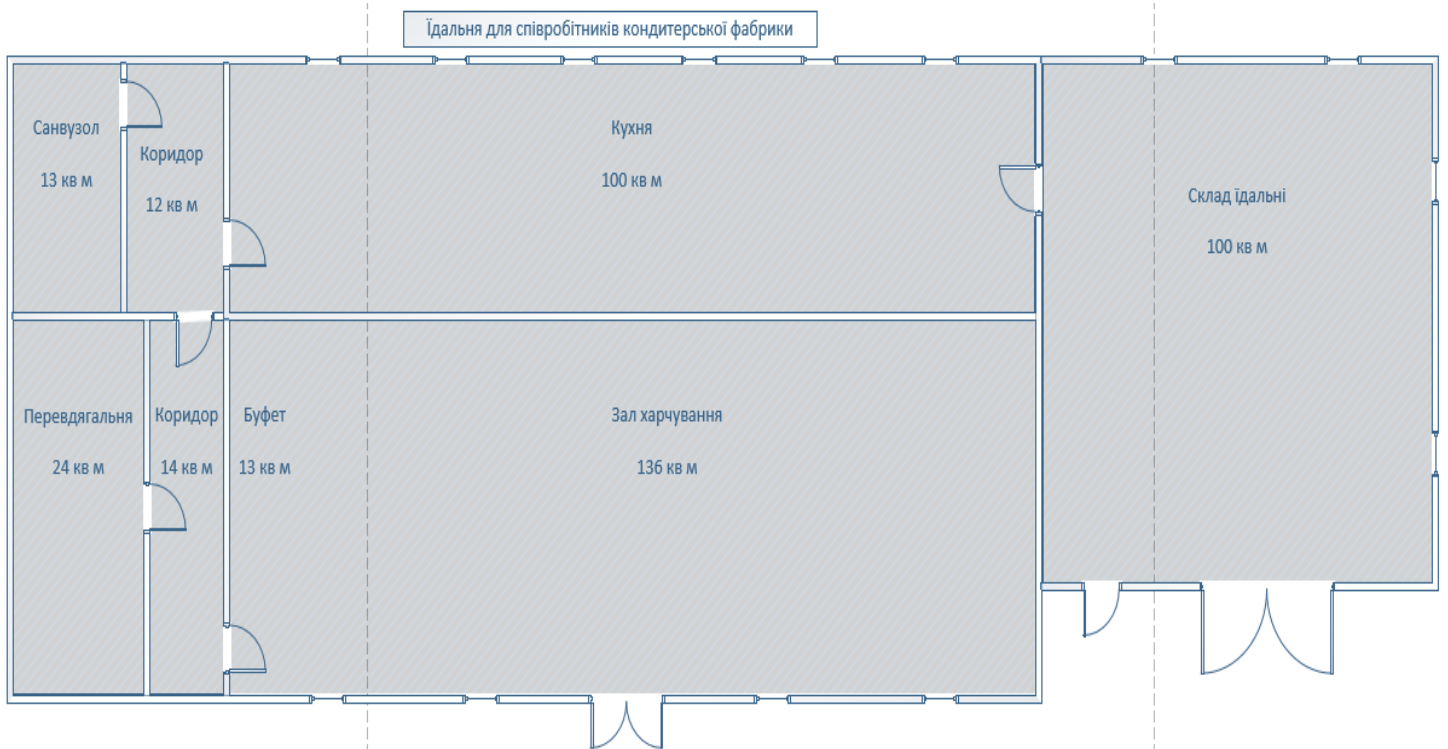 Їдальня для співробітників кондитерської фабрики
Санвузол
13 кв м
Коридор
12 кв м
Кухня
100 кв м
Склад їдальні
100 кв м
Перевдягальня
24 кв м
Коридор
14 кв м
Буфет
13 кв м
Зал харчування
136 кв м